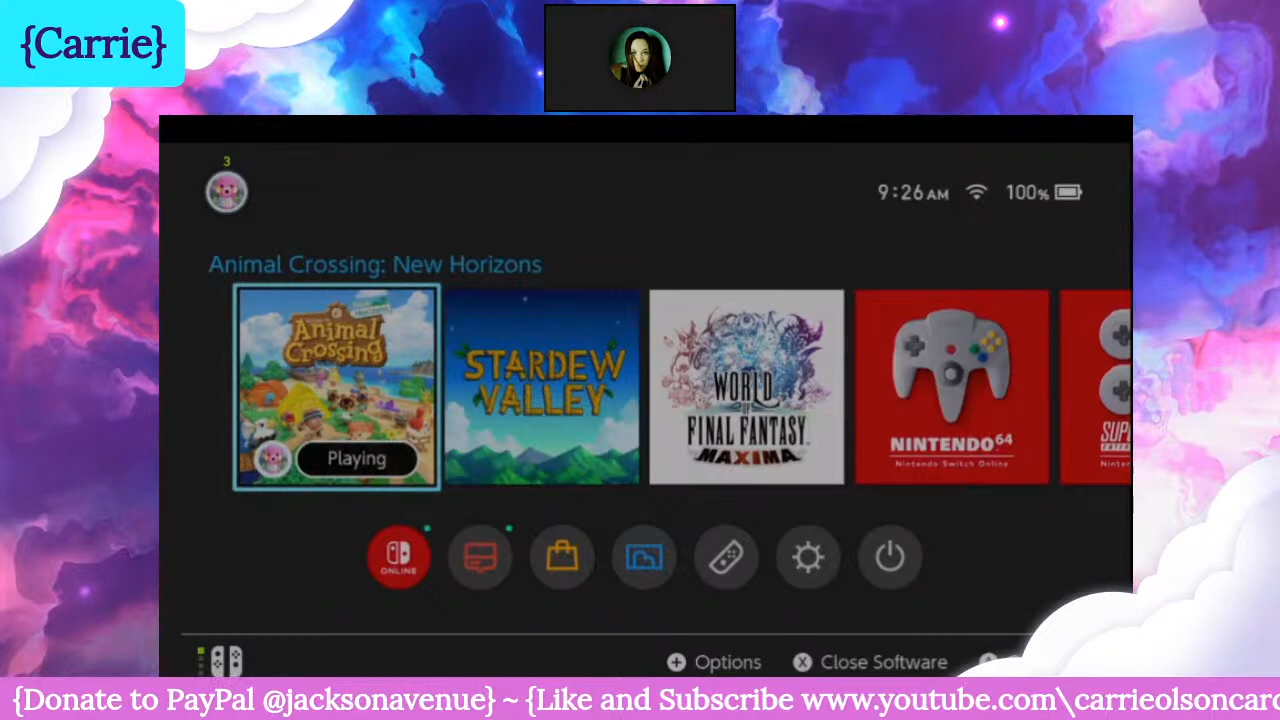 {Carrie}
3
9:26 AM 100%
Animal Crossing: New Horizons
Animal Crossing
Playing
STARDEW VALLEY
WORLD OF FINAL FANTASY MAXIMA
NINTENDO 64
Nintendo Switch Online
SUP
Ninten
ONLINE
+ Options X Close Software
{Donate to PayPal @jacksonavenue} ~ {Like and Subscribe www.youtube.com\carrieolsoncar